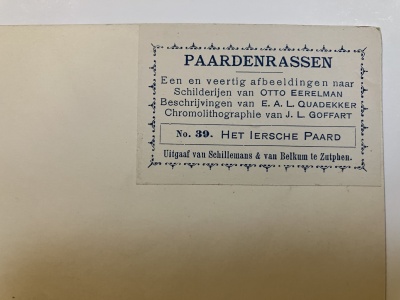 PAARDENRASSEN
Een en veertig afbeeldingen naar
Schilderijen van OTTO EERELMAN
Beschrijvingen van E. A. L. QUADEKKER
Chromolithographie van J. L. GOFFART
No. 39. HET IERSCHE PAARD
Uitgaaf van Schillemans & van Belkum te Zutphen.